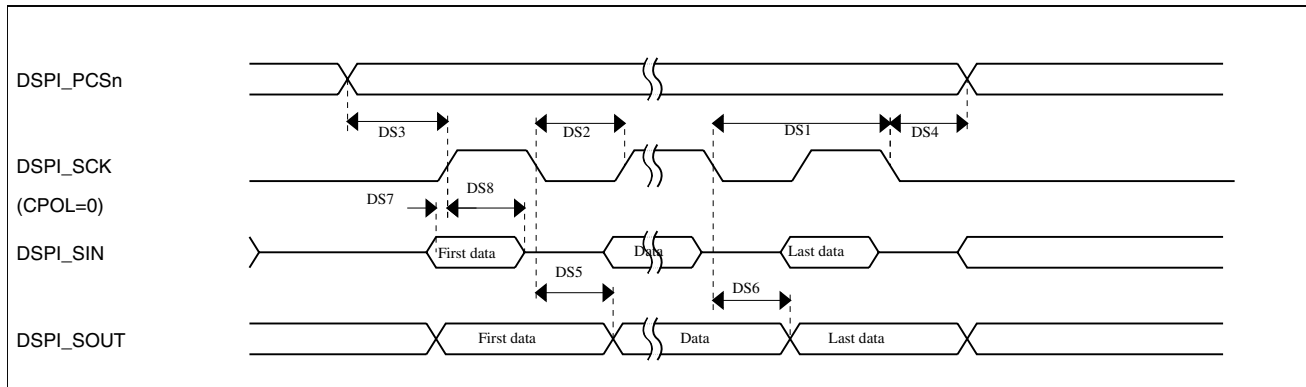 DSPI_PCSn
DS3
DS2
DS1
DS4
DSPI_SCK
(CPOL=0)
DS7
DS8
DSPI_SIN
First data
Data
Last data
DS5
DS6
DSPI_SOUT
First data
Data
Last data